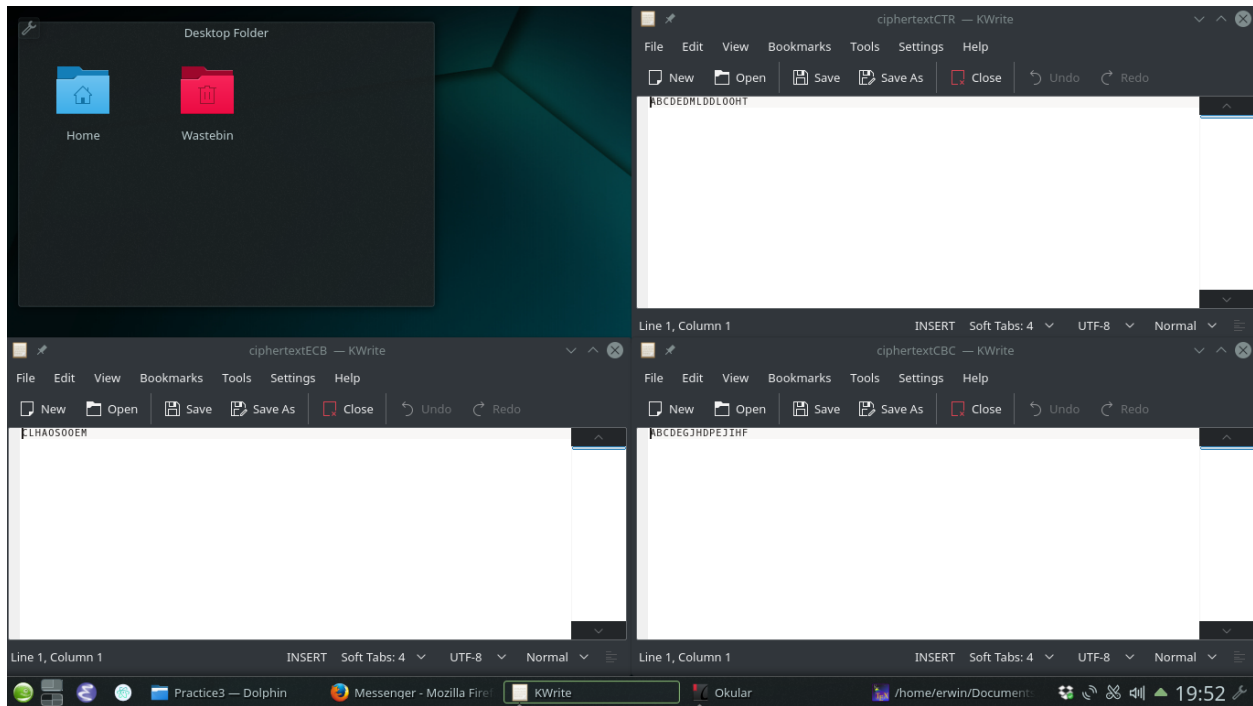 Desktop Folder
Home
Wastebin
ciphertextCTR — KWrite
File Edit View Bookmarks Tools Settings Help
New Open Save Save As Close Undo Redo
ABCDEDMLDDLOOHT
Line 1, Column 1 INSERT Soft Tabs: 4 UTF-8 Normal
ciphertextECB — KWrite
File Edit View Bookmarks Tools Settings Help
New Open Save Save As Close Undo Redo
CLHAOSOOEM
Line 1, Column 1 INSERT Soft Tabs: 4 UTF-8 Normal
ciphertextCBC — KWrite
File Edit View Bookmarks Tools Settings Help
New Open Save Save As Close Undo Redo
ABCDEGJHDPEJIHF
Line 1, Column 1 INSERT Soft Tabs: 4 UTF-8 Normal
Practice3 — Dolphin Messenger - Mozilla Firef KWrite Okular /home/erwin/Document 19:52